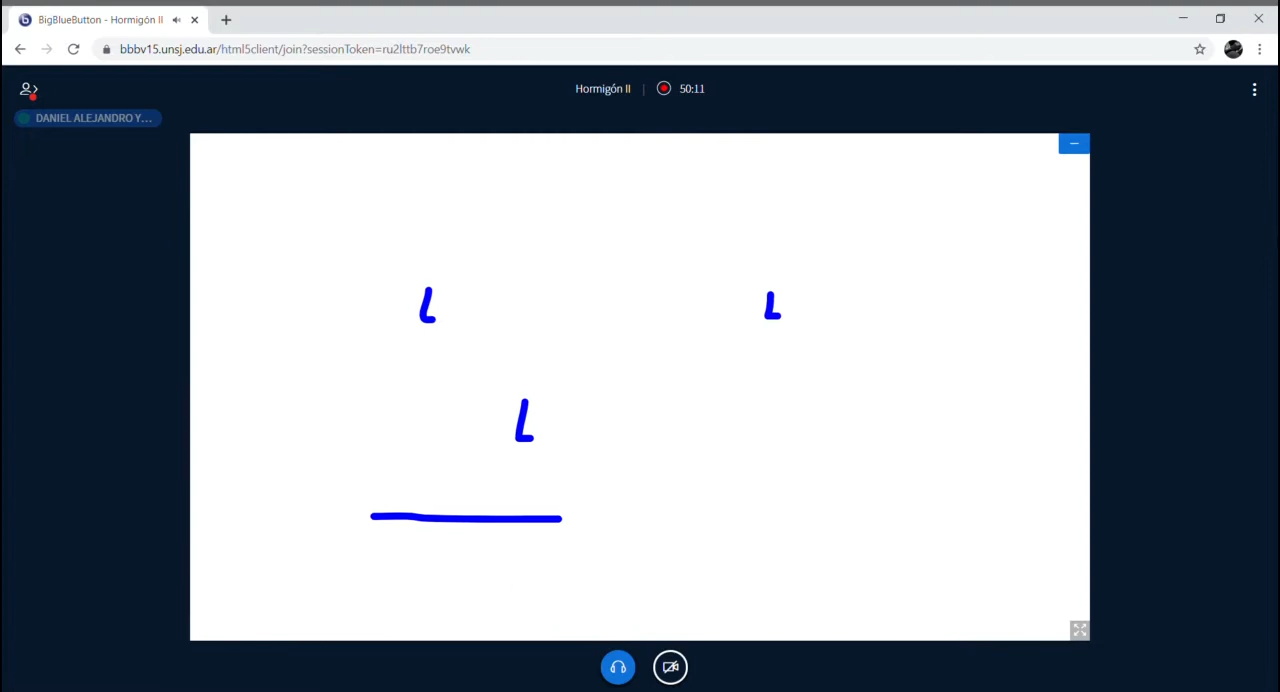 BigBlueButton - Hormigón II
bbbv15.unsj.edu.ar/html5client/join?sessionToken=ru2lttb7roe9tvwk
Hormigón II | 50:11
DANIEL ALEJANDRO Y...
L L
L